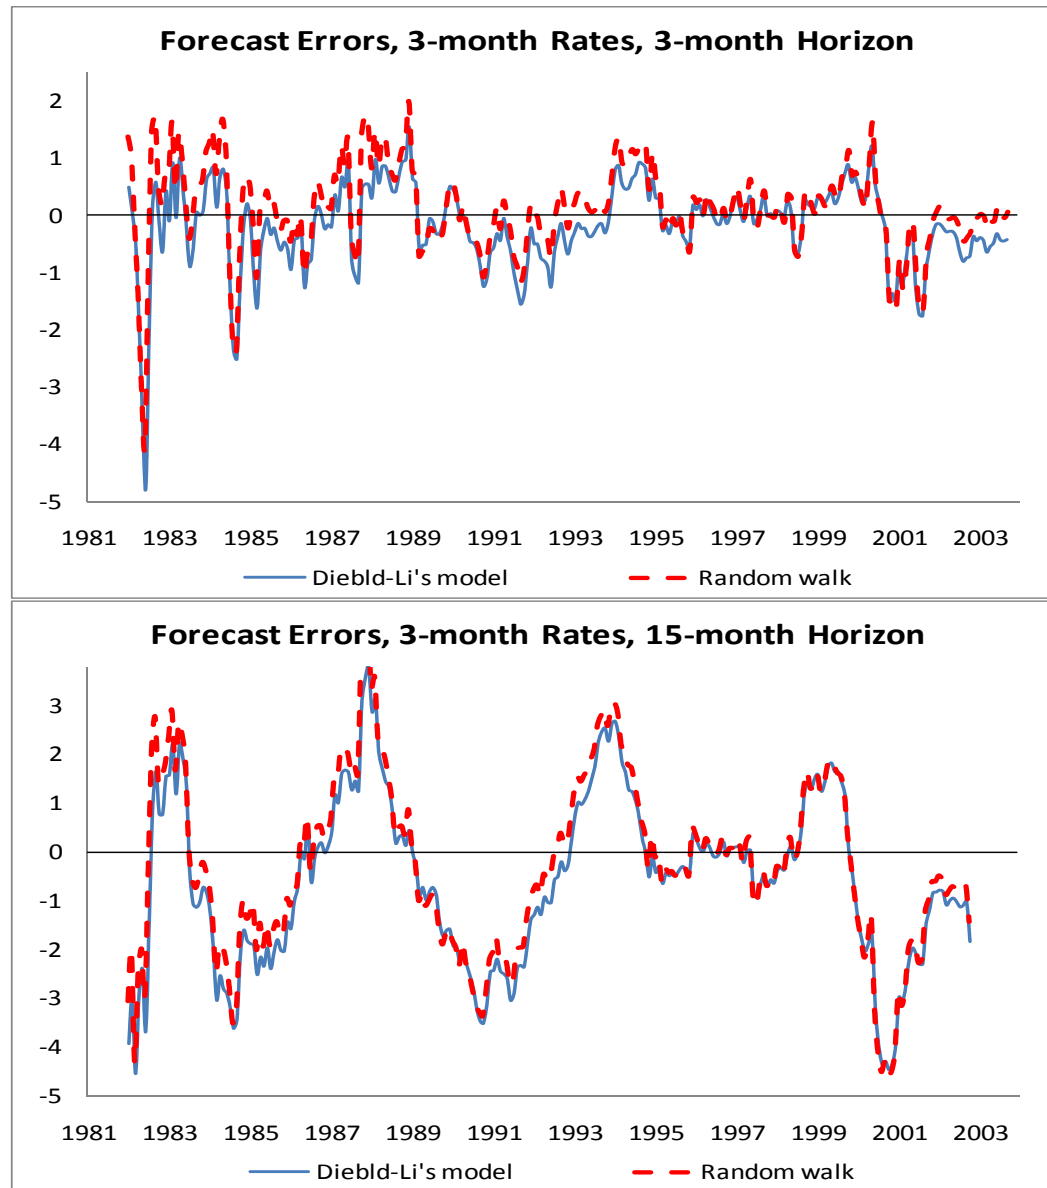 Forecast Errors, 3-month Rates, 3-month Horizon
2
1
0
-1
-2
-3
-4
-5
1981 1983 1985 1987 1989 1991 1993 1995 1997 1999 2001 2003
Diebld-Li's model Random walk
Forecast Errors, 3-month Rates, 15-month Horizon
3
2
1
0
-1
-2
-3
-4
-5
1981 1983 1985 1987 1989 1991 1993 1995 1997 1999 2001 2003
Diebld-Li's model Random walk